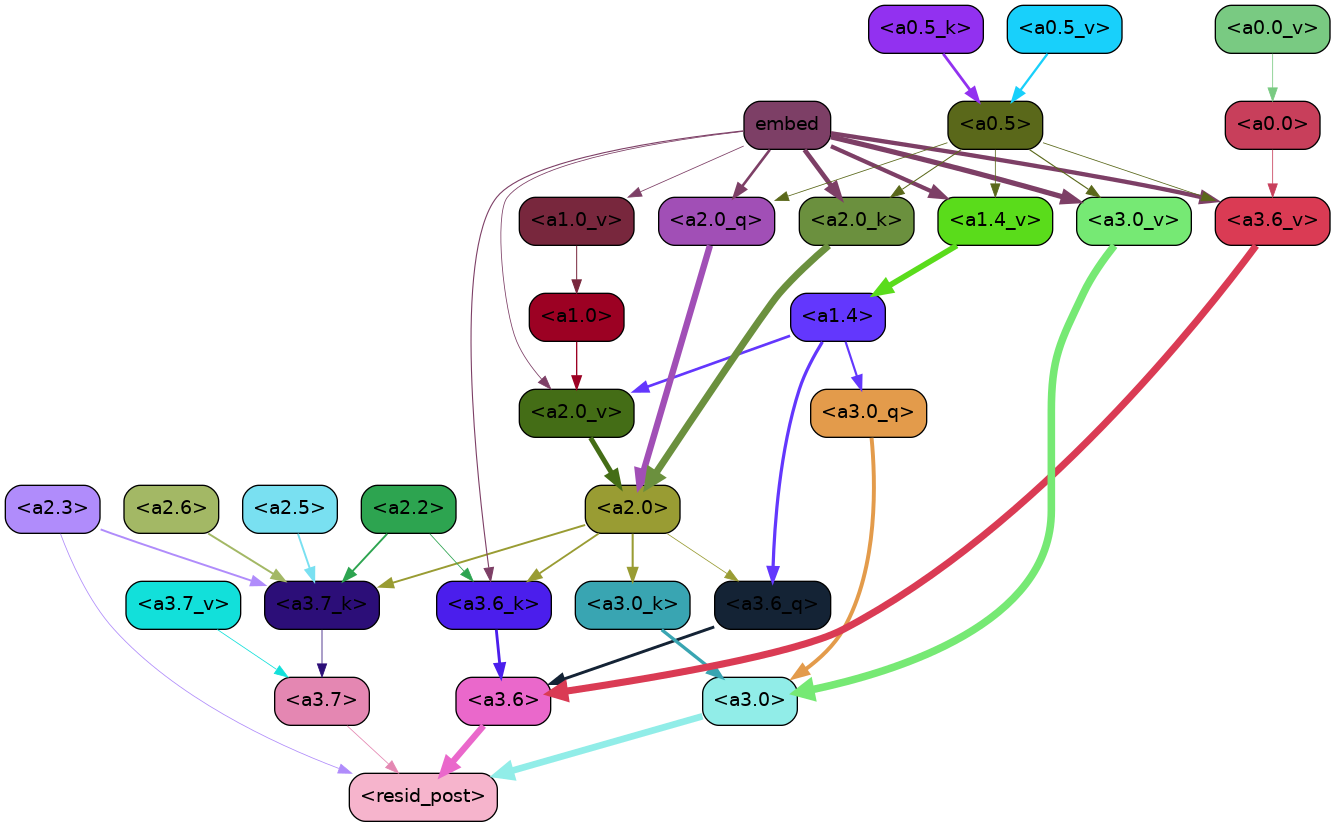 <a0.5_k>
<a0.5_v>
<a0.0_v>
embed
<a0.5>
<a0.0>
<a1.0_v>
<a2.0_q>
<a2.0_k>
<a1.4_v>
<a3.0_v>
<a3.6_v>
<a1.0>
<a1.4>
<a2.0_v>
<a3.0_q>
<a2.3>
<a2.6>
<a2.5>
<a2.2>
<a2.0>
<a3.7_v>
<a3.7_k>
<a3.6_k>
<a3.0_k>
<a3.6_q>
<a3.7>
<a3.6>
<a3.0>
<resid_post>